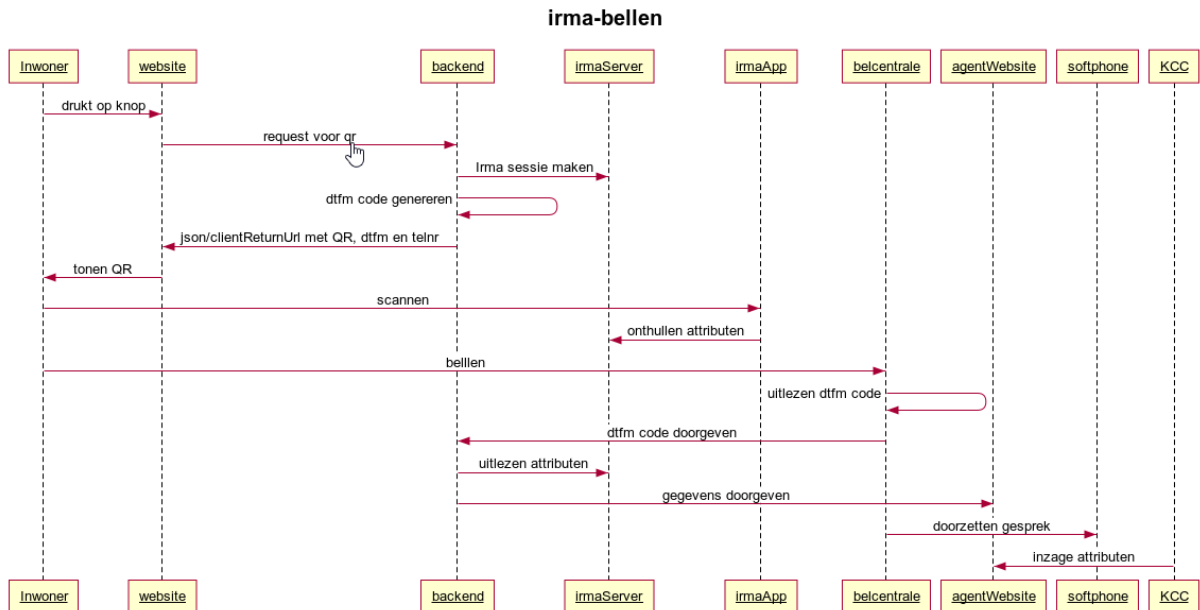 irma-bellen
Inwoner website backend irmaServer irmaApp belcentrale agentWebsite softphone KCC
drukt op knop
request voor qr
Irma sessie maken
dtfm code genereren
json/clientReturnUrl met QR, dtfm en telnr
tonen QR
scannen
onthullen attributen
belllen
uitlezen dtfm code
dtfm code doorgeven
uitlezen attributen
gegevens doorgeven
doorzetten gesprek
inzage attributen
Inwoner website backend irmaServer irmaApp belcentrale agentWebsite softphone KCC